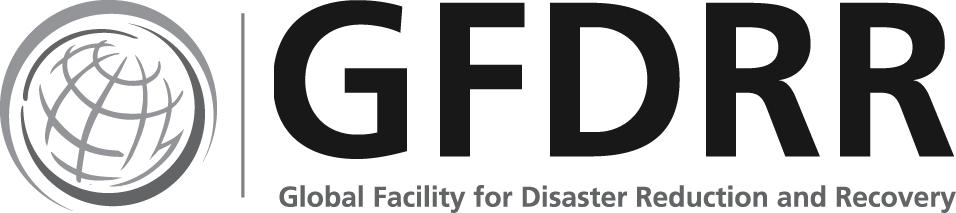 GFDRR
Global Facility for Disaster Reduction and Recovery